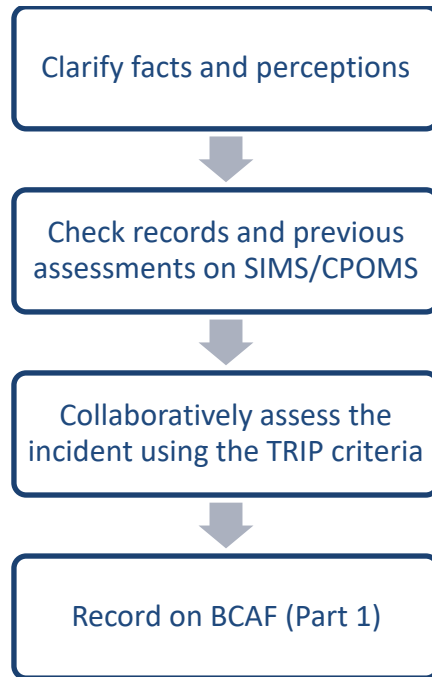 Clarify facts and perceptions
Check records and previous
assessments on SIMS/CPOMS
Collaboratively assess the
incident using the TRIP criteria
Record on BCAF (Part 1)